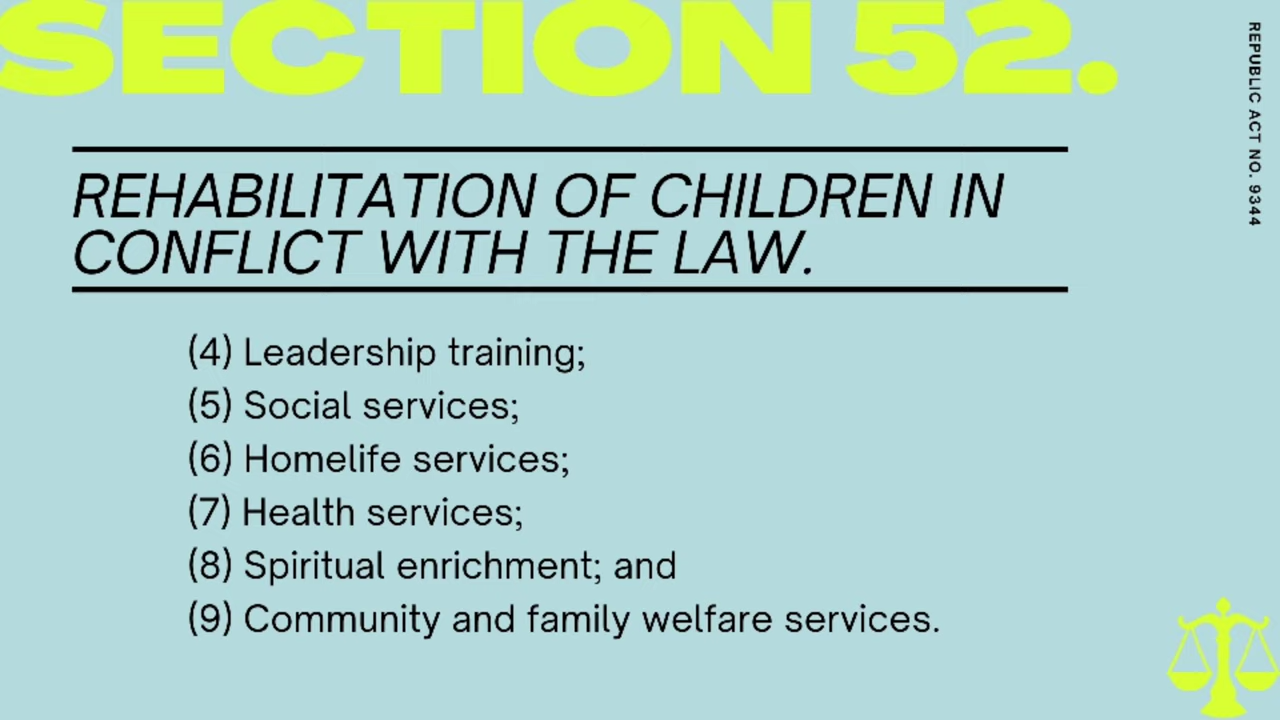 SECTION 52.
REPUBLIC ACT NO. 9344
REHABILITATION OF CHILDREN IN
CONFLICT WITH THE LAW.
(4) Leadership training;
(5) Social services;
(6) Homelife services;
(7) Health services;
(8) Spiritual enrichment; and
(9) Community and family welfare services.